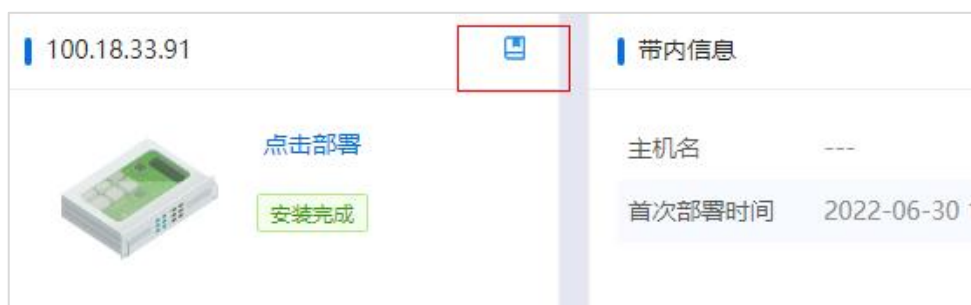 100.18.33.91
点击部署
安装完成
带内信息
主机名 ---
首次部署时间 2022-06-30